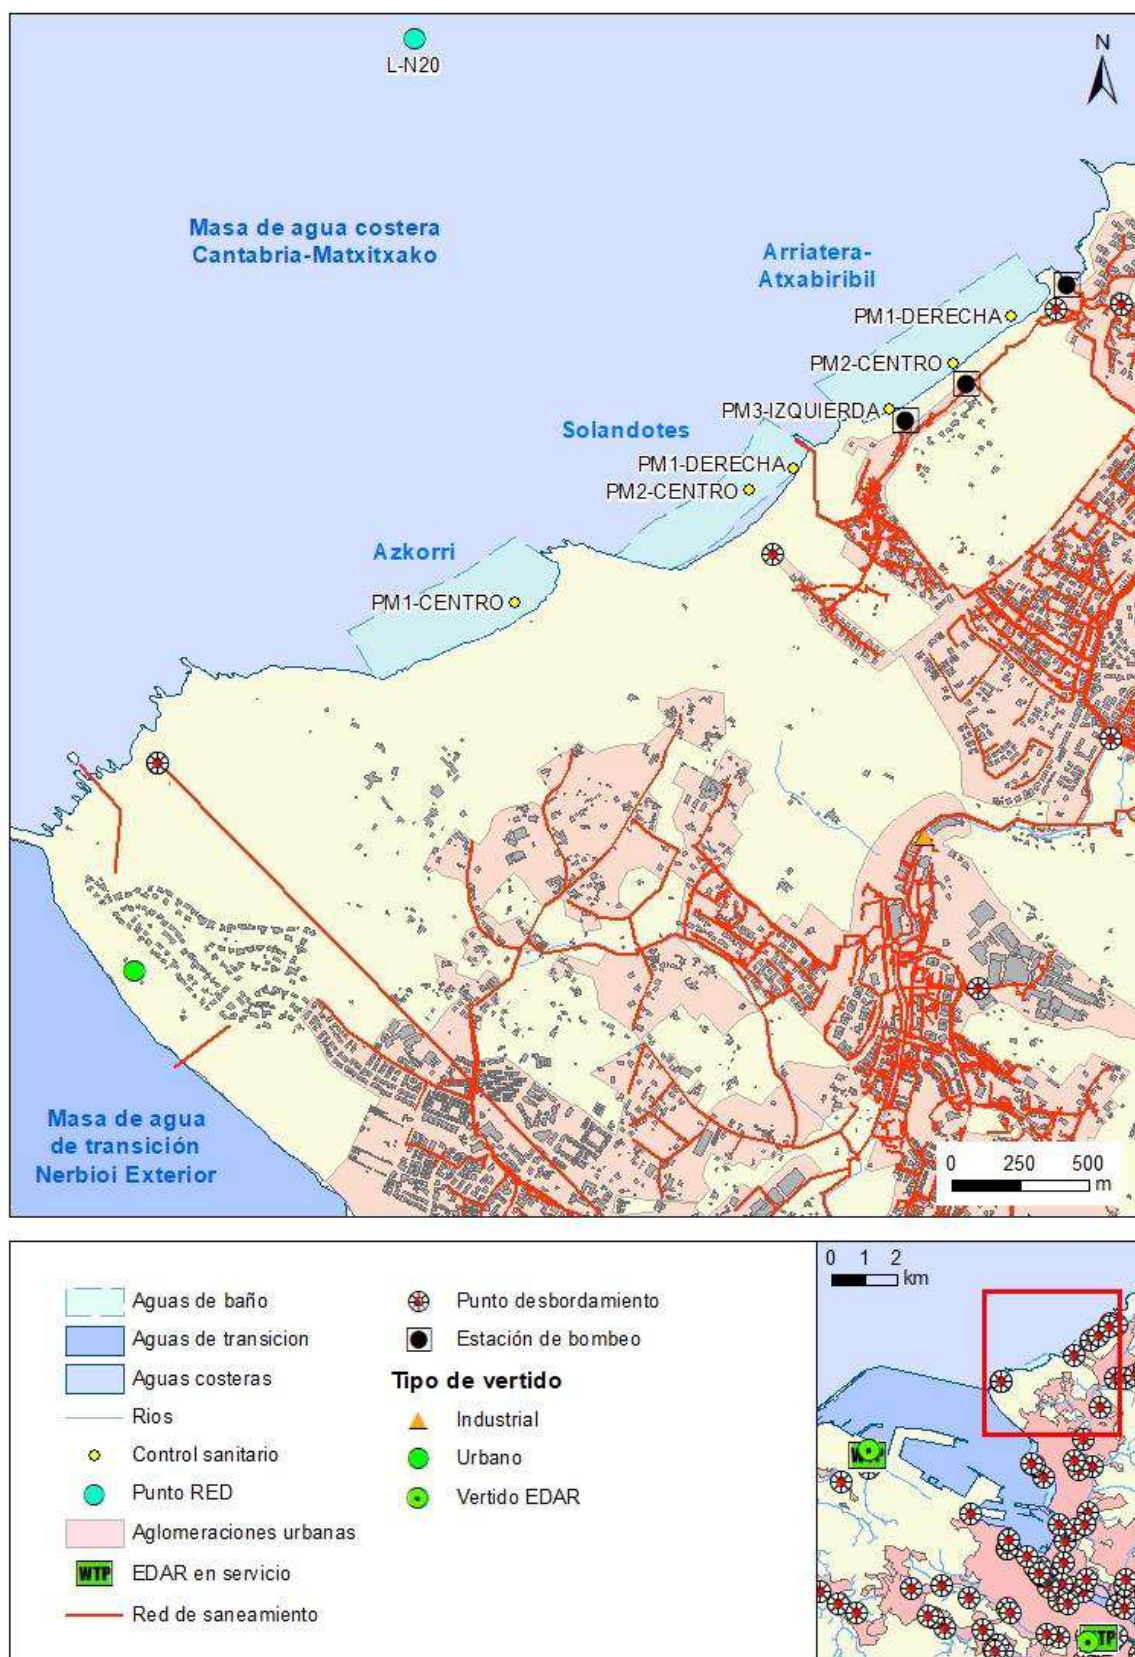 L-N20
N
Masa de agua costera
Cantabria-Matxitxako
Arriatera-
Atxabiribil
PM1-DERECHA
PM2-CENTRO
PM3-IZQUIERDA
Solandotes
PM1-DERECHA
PM2-CENTRO
Azkorri
PM1-CENTRO
Masa de agua
de transición
Nerbioi Exterior
0 250 500
m
Aguas de baño
Aguas de transicion
Aguas costeras
Rios
Control sanitario
Punto RED
Aglomeraciones urbanas
WTP EDAR en servicio
Red de saneamiento
Punto desbordamiento
Estación de bombeo
Tipo de vertido
Industrial
Urbano
Vertido EDAR
0 1 2
km